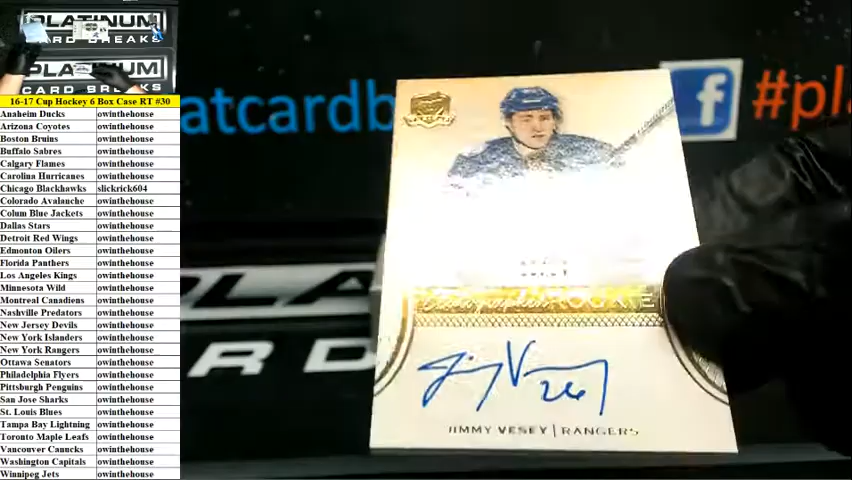 PLATINUM
CARD BREAKS
PLATINUM
CARD BREAKS
16-17 Cup Hockey 6 Box Case RT #30
Anaheim Ducks owinthehouse
Arizona Coyotes owinthehouse
Boston Bruins owinthehouse
Buffalo Sabres owinthehouse
Calgary Flames owinthehouse
Carolina Hurricanes owinthehouse
Chicago Blackhawks slickrick604
Colorado Avalanche owinthehouse
Colum Blue Jackets owinthehouse
Dallas Stars owinthehouse
Detroit Red Wings owinthehouse
Edmonton Oilers owinthehouse
Florida Panthers owinthehouse
Los Angeles Kings owinthehouse
Minnesota Wild owinthehouse
Montreal Canadiens owinthehouse
Nashville Predators owinthehouse
New Jersey Devils owinthehouse
New York Islanders owinthehouse
New York Rangers owinthehouse
Ottawa Senators owinthehouse
Philadelphia Flyers owinthehouse
Pittsburgh Penguins owinthehouse
San Jose Sharks owinthehouse
St. Louis Blues owinthehouse
Tampa Bay Lightning owinthehouse
Toronto Maple Leafs owinthehouse
Vancouver Canucks owinthehouse
Washington Capitals owinthehouse
Winnipeg Jets owinthehouse
atcardb
f
#pla
LA
RD
ROOKIE
26
JIMMY VESEY | RANGERS